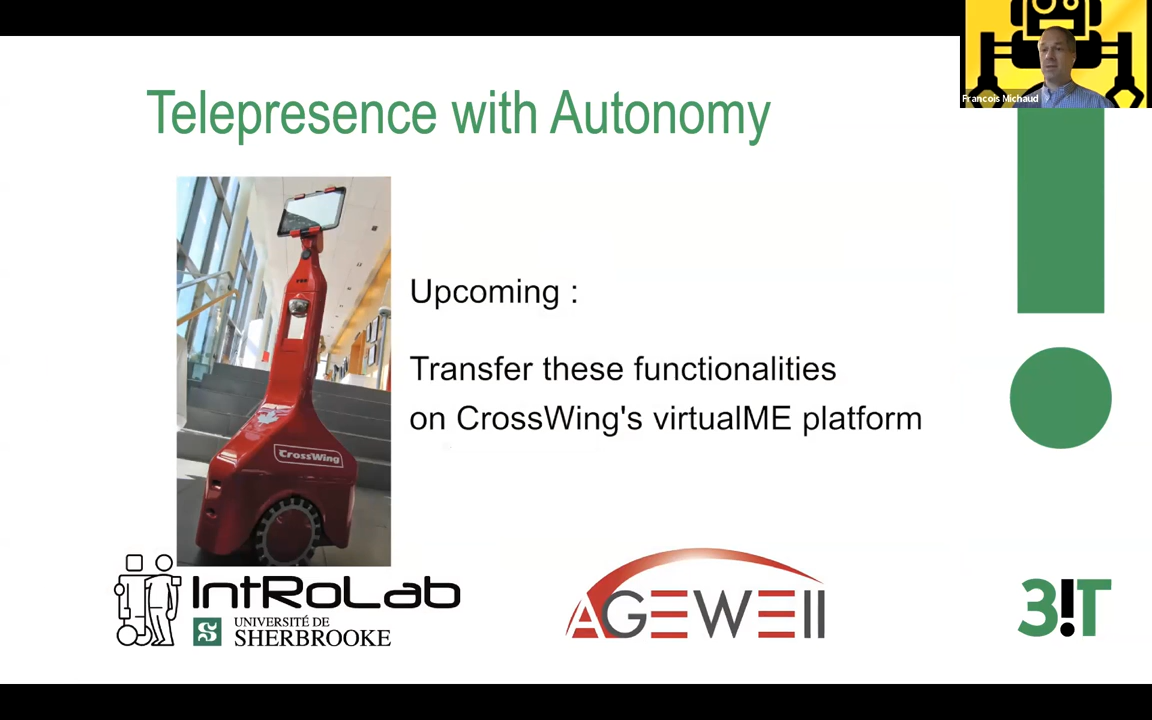 Telepresence with Autonomy
Francois Michaud
Upcoming :
Transfer these functionalities
on CrossWing's virtualME platform
CrossWing
IntRoLab
UNIVERSITÉ DE
SHERBROOKE
AGEWEll
3!T